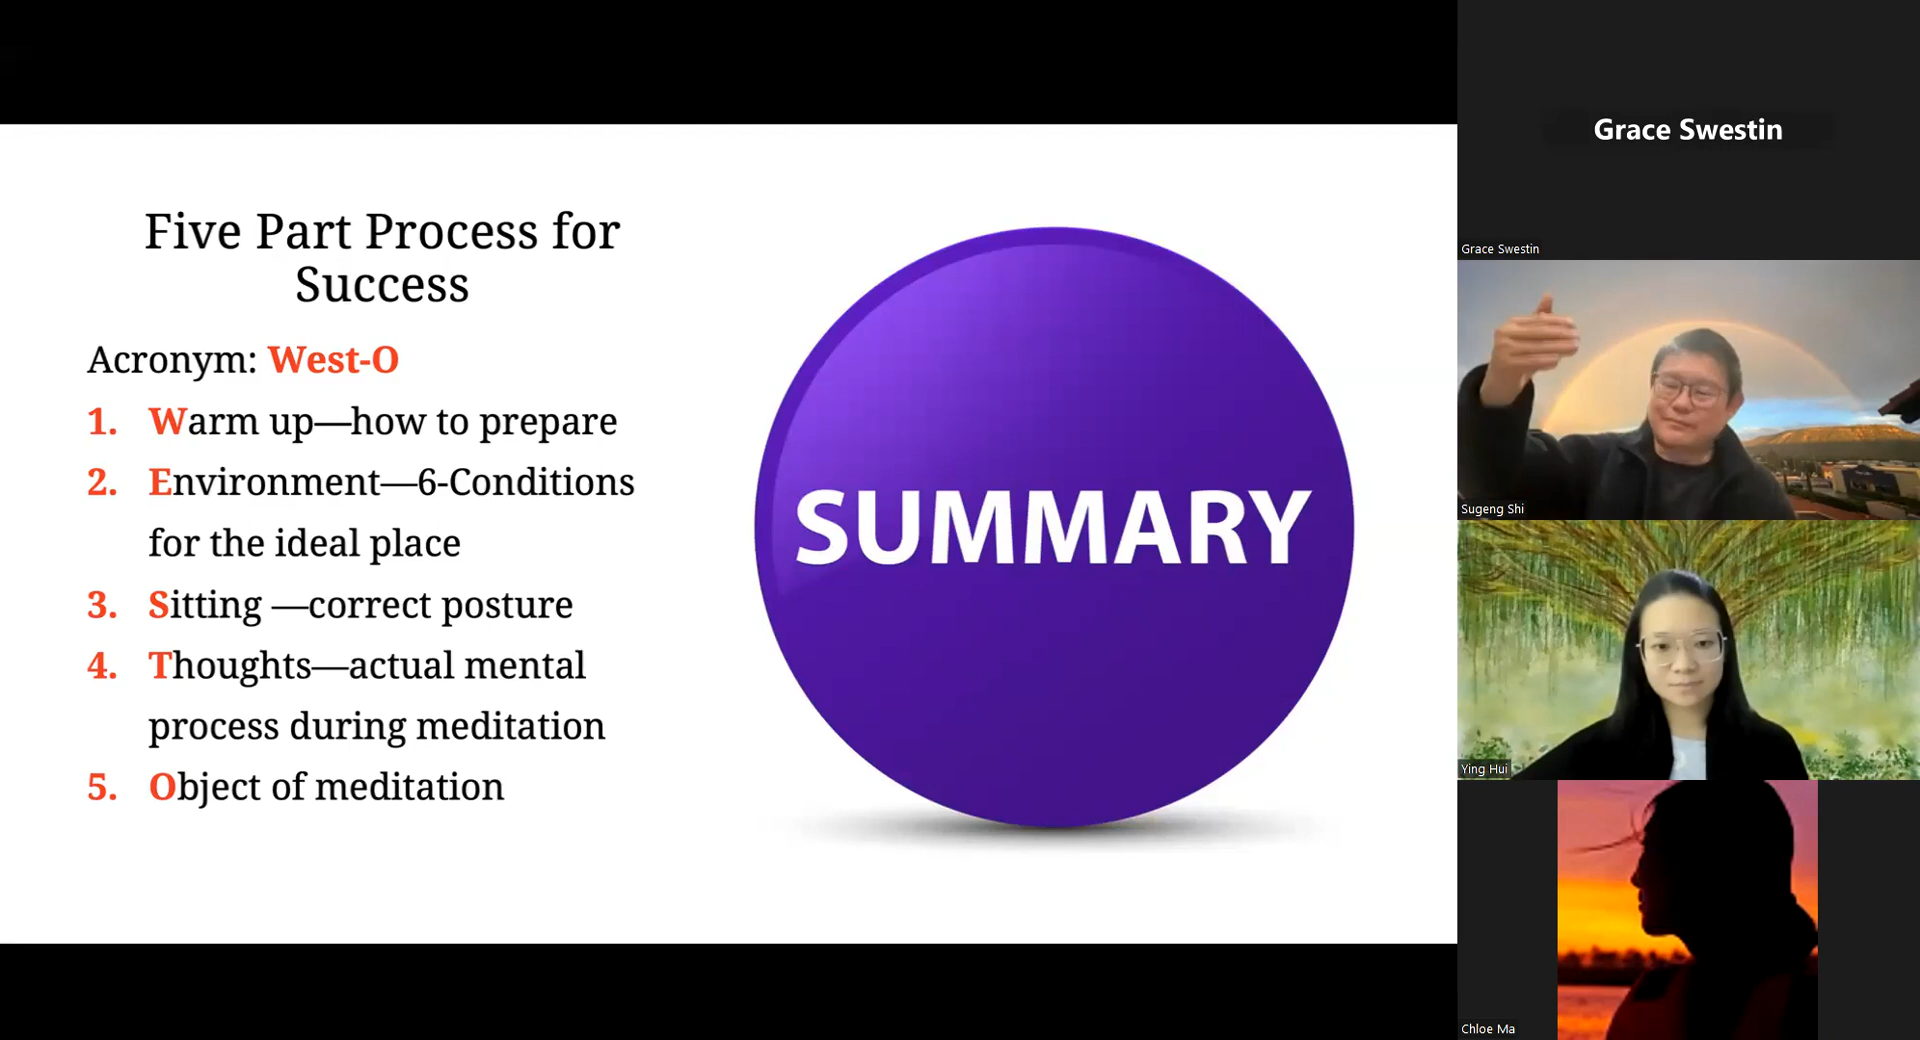 Five Part Process for
Success
Acronym: West-O
1. Warm up—how to prepare
2. Environment—6-Conditions
for the ideal place
3. Sitting —correct posture
4. Thoughts—actual mental
process during meditation
5. Object of meditation
SUMMARY
Grace Swestin
Grace Swestin
Sugeng Shi
Ying Hui
Chloe Ma